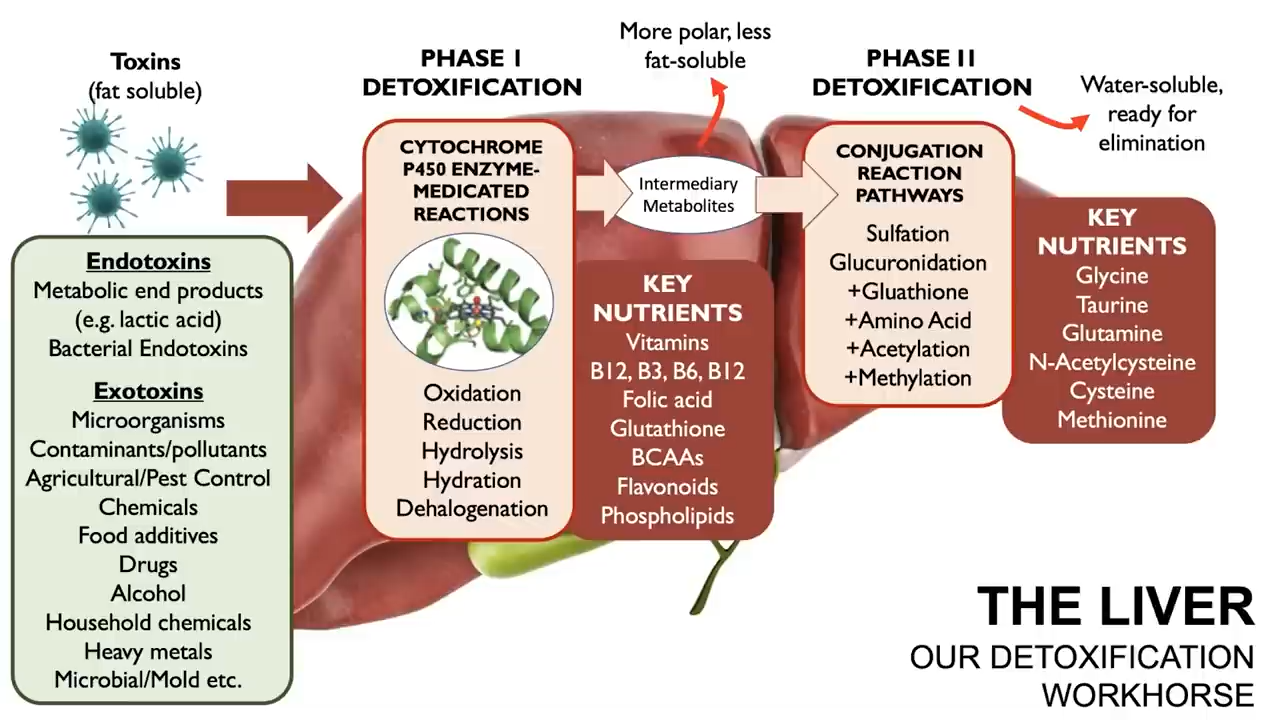 Toxins
(fat soluble)
Endotoxins
Metabolic end products
(e.g. lactic acid)
Bacterial Endotoxins
Exotoxins
Microorganisms
Contaminants/pollutants
Agricultural/Pest Control
Chemicals
Food additives
Drugs
Alcohol
Household chemicals
Heavy metals
Microbial/Mold etc.
PHASE I
DETOXIFICATION
CYTOCHROME
P450 ENZYME-
MEDICATED
REACTIONS
Oxidation
Reduction
Hydrolysis
Hydration
Dehalogenation
More polar, less
fat-soluble
Intermediary
Metabolites
KEY
NUTRIENTS
Vitamins
B12, B3, B6, B12
Folic acid
Glutathione
BCAAs
Flavonoids
Phospholipids
PHASE II
DETOXIFICATION
CONJUGATION
REACTION
PATHWAYS
Sulfation
Glucuronidation
+Gluathione
+Amino Acid
+Acetylation
+Methylation
Water-soluble,
ready for
elimination
KEY
NUTRIENTS
Glycine
Taurine
Glutamine
N-Acetylcysteine
Cysteine
Methionine
THE LIVER
OUR DETOXIFICATION
WORKHORSE